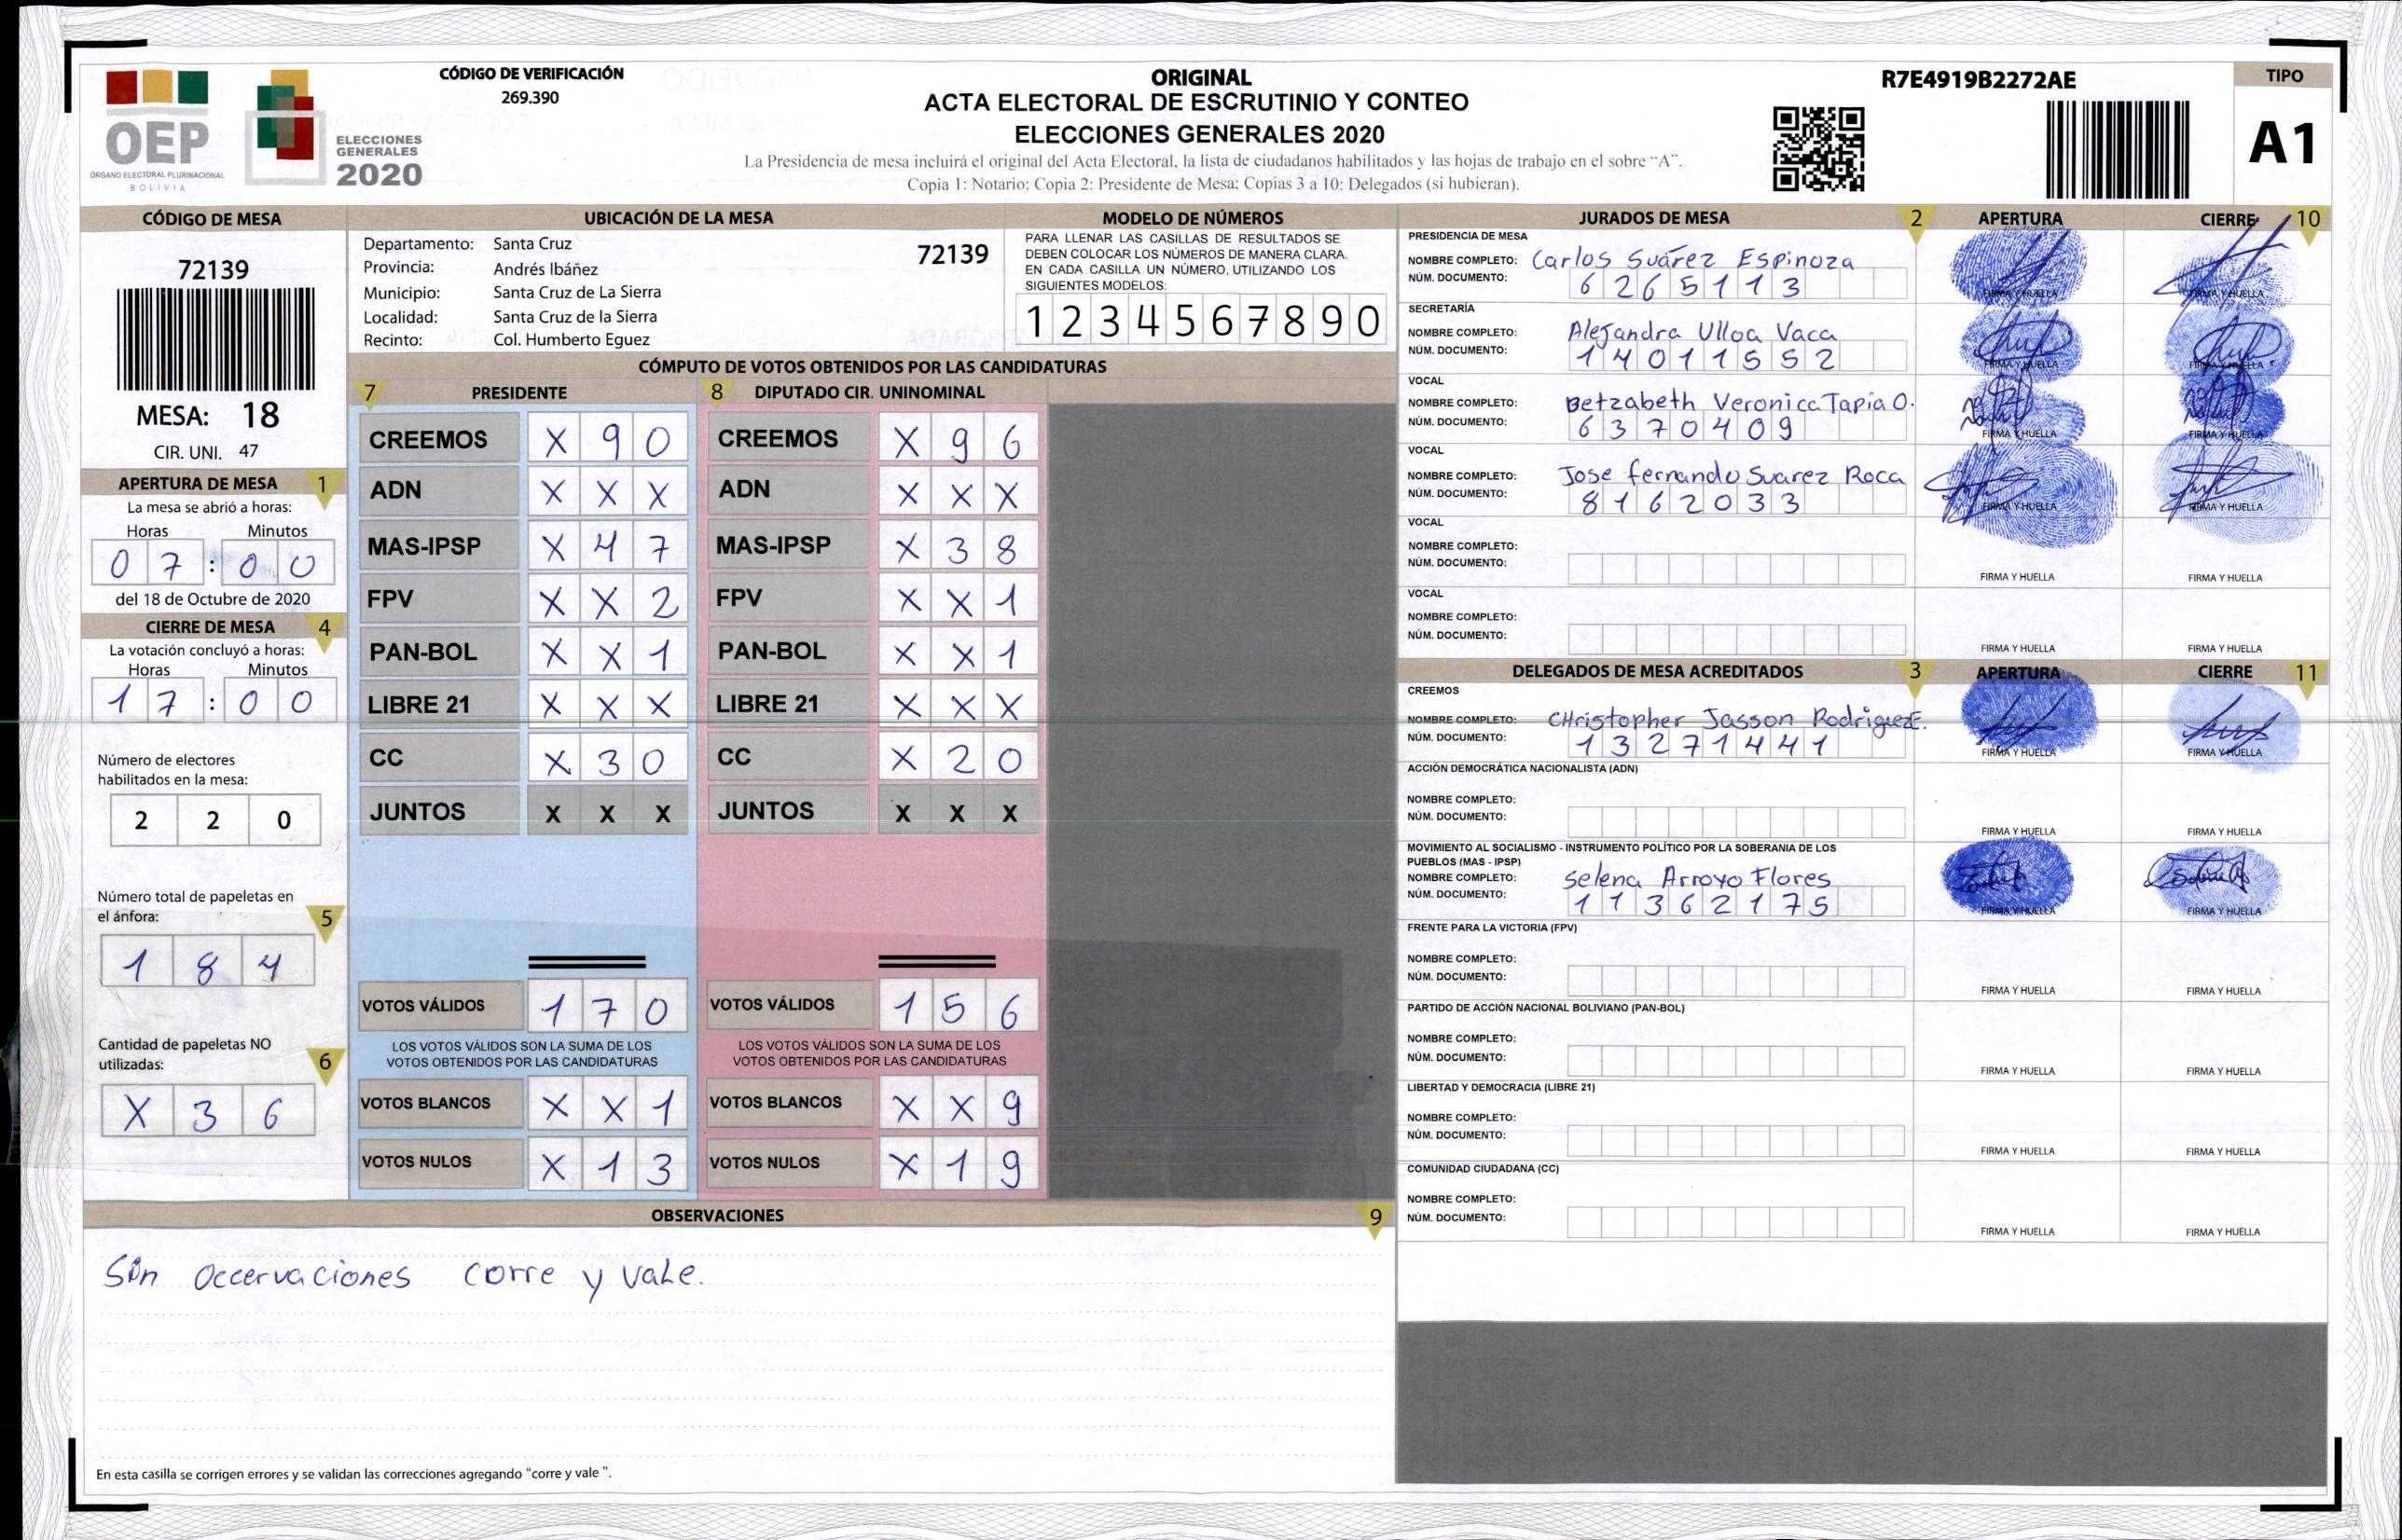 CÓDIGO DE VERIFICACIÓN
269.390
OEP
ÓRGANO ELECTORAL PLURINACIONAL
BOLIVIA
ELECCIONES
GENERALES
2020
ORIGINAL
ACTA ELECTORAL DE ESCRUTINIO Y CONTEO
ELECCIONES GENERALES 2020
La Presidencia de mesa incluirá el original del Acta Electoral, la lista de ciudadanos habilitados y las hojas de trabajo en el sobre "A".
Copia 1: Notario; Copia 2: Presidente de Mesa; Copias 3 a 10: Delegados (si hubieran).
R7E4919B2272AE
TIPO
A1
CÓDIGO DE MESA
72139
MESA: 18
CIR. UNI. 47
APERTURA DE MESA 1
La mesa se abrió a horas:
Horas Minutos
0 7 : 0 0
del 18 de Octubre de 2020
CIERRE DE MESA 4
La votación concluyó a horas:
Horas Minutos
1 7 : 0 0
Número de electores
habilitados en la mesa:
2 2 0
Número total de papeletas en
el ánfora: 5
1 8 4
Cantidad de papeletas NO
utilizadas: 6
X 3 6
UBICACIÓN DE LA MESA
Departamento: Santa Cruz 72139
Provincia: Andrés Ibáñez
Municipio: Santa Cruz de La Sierra
Localidad: Santa Cruz de la Sierra
Recinto: Col. Humberto Eguez
MODELO DE NÚMEROS
PARA LLENAR LAS CASILLAS DE RESULTADOS SE
DEBEN COLOCAR LOS NÚMEROS DE MANERA CLARA.
EN CADA CASILLA UN NÚMERO, UTILIZANDO LOS
SIGUIENTES MODELOS:
1 2 3 4 5 6 7 8 9 0
CÓMPUTO DE VOTOS OBTENIDOS POR LAS CANDIDATURAS
7 PRESIDENTE
CREEMOS X 9 0
ADN X X X
MAS-IPSP X 4 7
FPV X X 2
PAN-BOL X X 1
LIBRE 21 X X X
CC X 3 0
JUNTOS X X X
VOTOS VÁLIDOS 1 7 0
LOS VOTOS VÁLIDOS SON LA SUMA DE LOS
VOTOS OBTENIDOS POR LAS CANDIDATURAS
VOTOS BLANCOS X X 1
VOTOS NULOS X 1 3
8 DIPUTADO CIR. UNINOMINAL
CREEMOS X 9 6
ADN X X X
MAS-IPSP X 3 8
FPV X X 1
PAN-BOL X X 1
LIBRE 21 X X X
CC X 2 0
JUNTOS X X X
VOTOS VÁLIDOS 1 5 6
LOS VOTOS VÁLIDOS SON LA SUMA DE LOS
VOTOS OBTENIDOS POR LAS CANDIDATURAS
VOTOS BLANCOS X X 9
VOTOS NULOS X 1 9
OBSERVACIONES 9
Sin occervaciones corre y vale.
En esta casilla se corrigen errores y se validan las correcciones agregando "corre y vale ".
JURADOS DE MESA 2 APERTURA CIERRE 10
PRESIDENCIA DE MESA
NOMBRE COMPLETO: Carlos Suárez Espinoza
NÚM. DOCUMENTO: 6 2 6 5 1 1 3
FIRMA Y HUELLA FIRMA Y HUELLA
SECRETARÍA
NOMBRE COMPLETO: Alejandra Ulloa Vaca
NÚM. DOCUMENTO: 1 4 0 1 1 5 5 2
FIRMA Y HUELLA FIRMA Y HUELLA
VOCAL
NOMBRE COMPLETO: Betzabeth Veronica Tapia O.
NÚM. DOCUMENTO: 6 3 7 0 4 0 9
FIRMA Y HUELLA FIRMA Y HUELLA
VOCAL
NOMBRE COMPLETO: Jose fernando Suarez Roca
NÚM. DOCUMENTO: 8 1 6 2 0 3 3
FIRMA Y HUELLA FIRMA Y HUELLA
VOCAL
NOMBRE COMPLETO:
NÚM. DOCUMENTO:
FIRMA Y HUELLA FIRMA Y HUELLA
VOCAL
NOMBRE COMPLETO:
NÚM. DOCUMENTO:
FIRMA Y HUELLA FIRMA Y HUELLA
DELEGADOS DE MESA ACREDITADOS 3 APERTURA CIERRE 11
CREEMOS
NOMBRE COMPLETO: CHristopher Jasson Rodriguez E.
NÚM. DOCUMENTO: 1 3 2 7 1 4 4 1
FIRMA Y HUELLA FIRMA Y HUELLA
ACCIÓN DEMOCRÁTICA NACIONALISTA (ADN)
NOMBRE COMPLETO:
NÚM. DOCUMENTO:
FIRMA Y HUELLA FIRMA Y HUELLA
MOVIMIENTO AL SOCIALISMO - INSTRUMENTO POLÍTICO POR LA SOBERANIA DE LOS
PUEBLOS (MAS - IPSP)
NOMBRE COMPLETO: Selena Arroyo Flores
NÚM. DOCUMENTO: 1 1 3 6 2 1 7 5
FIRMA Y HUELLA FIRMA Y HUELLA
FRENTE PARA LA VICTORIA (FPV)
NOMBRE COMPLETO:
NÚM. DOCUMENTO:
FIRMA Y HUELLA FIRMA Y HUELLA
PARTIDO DE ACCIÓN NACIONAL BOLIVIANO (PAN-BOL)
NOMBRE COMPLETO:
NÚM. DOCUMENTO:
FIRMA Y HUELLA FIRMA Y HUELLA
LIBERTAD Y DEMOCRACIA (LIBRE 21)
NOMBRE COMPLETO:
NÚM. DOCUMENTO:
FIRMA Y HUELLA FIRMA Y HUELLA
COMUNIDAD CIUDADANA (CC)
NOMBRE COMPLETO:
NÚM. DOCUMENTO:
FIRMA Y HUELLA FIRMA Y HUELLA